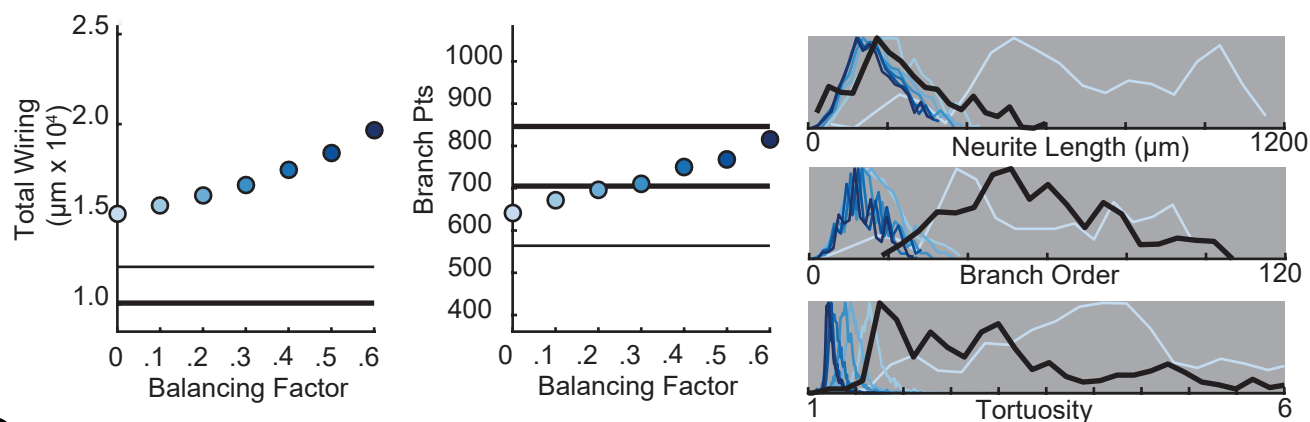 2.5
2.0
1.5
1.0
Total Wiring
(µm x 10⁴)
0 .1 .2 .3 .4 .5 .6
Balancing Factor
1000
900
800
700
600
500
400
Branch Pts
0 .1 .2 .3 .4 .5 .6
Balancing Factor
0 Neurite Length (µm) 1200
0 Branch Order 120
1 Tortuosity 6